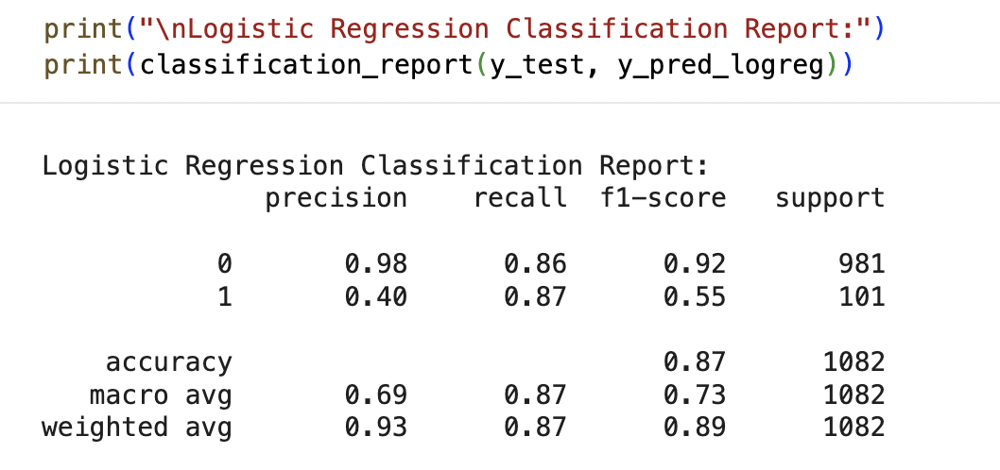 print("\nLogistic Regression Classification Report:")
print(classification_report(y_test, y_pred_logreg))
Logistic Regression Classification Report:
precision recall f1-score support
0 0.98 0.86 0.92 981
1 0.40 0.87 0.55 101
accuracy 0.87 1082
macro avg 0.69 0.87 0.73 1082
weighted avg 0.93 0.87 0.89 1082